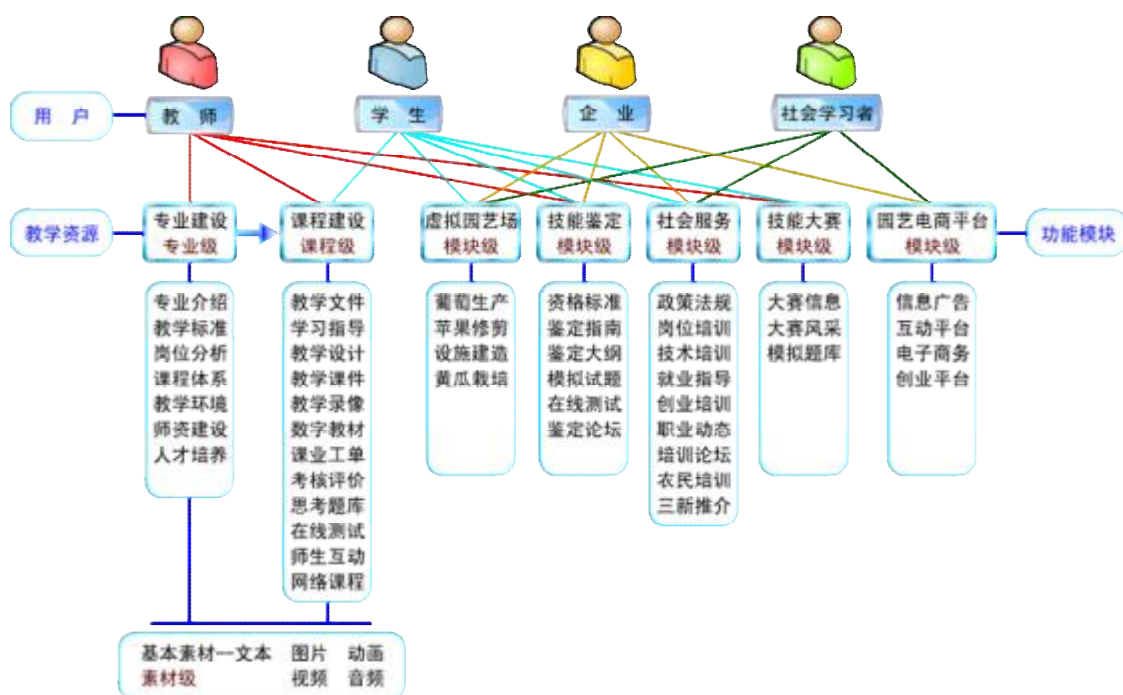 用 户
教 师
学 生
企 业
社会学习者
教学资源
专业建设
专业级
课程建设
课程级
虚拟园艺场
模块级
技能鉴定
模块级
社会服务
模块级
技能大赛
模块级
园艺电商平台
模块级
功能模块
专业介绍
教学标准
岗位分析
课程体系
教学环境
师资建设
人才培养
教学文件
学习指导
教学设计
教学课件
教学录像
数字教材
课业工单
考核评价
思考题库
在线测试
师生互动
网络课程
葡萄生产
苹果修剪
设施建造
黄瓜栽培
资格标准
鉴定指南
鉴定大纲
模拟试题
在线测试
鉴定论坛
政策法规
岗位培训
技术培训
就业指导
创业培训
职业动态
培训论坛
农民培训
三新推介
大赛信息
大赛风采
模拟题库
信息广告
互动平台
电子商务
创业平台
基本素材一文本 图片 动画
素材级 视频 音频